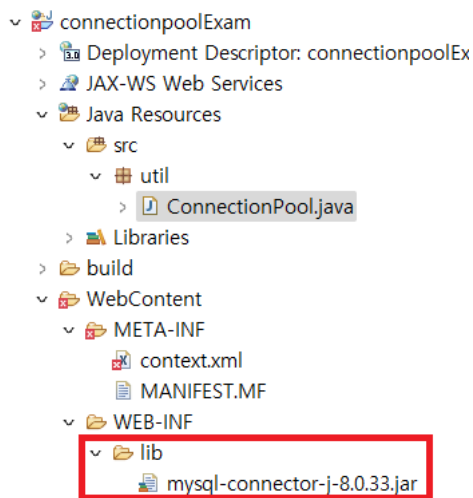 connectionpoolExam
Deployment Descriptor: connectionpoolEx
JAX-WS Web Services
Java Resources
src
util
ConnectionPool.java
Libraries
build
WebContent
META-INF
context.xml
MANIFEST.MF
WEB-INF
lib
mysql-connector-j-8.0.33.jar